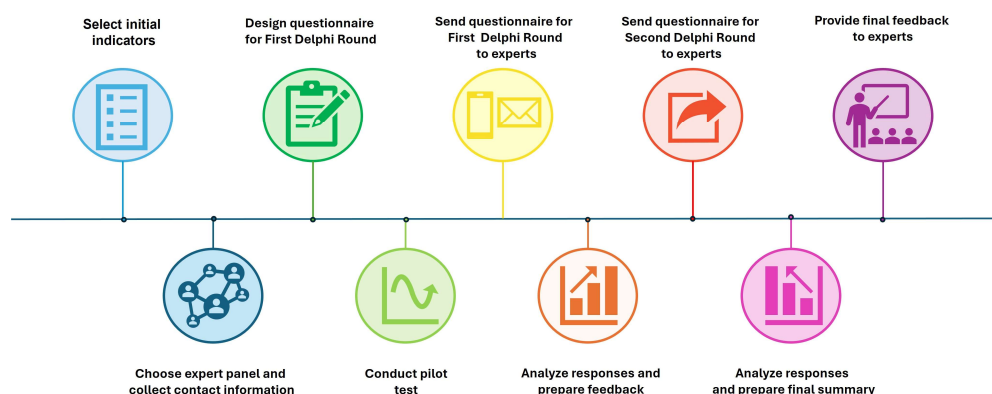 Select initial
indicators
Design questionnaire
for First Delphi Round
Send questionnaire for
First Delphi Round
to experts
Send questionnaire for
Second Delphi Round
to experts
Provide final feedback
to experts
Choose expert panel and
collect contact information
Conduct pilot
test
Analyze responses and
prepare feedback
Analyze responses
and prepare final summary